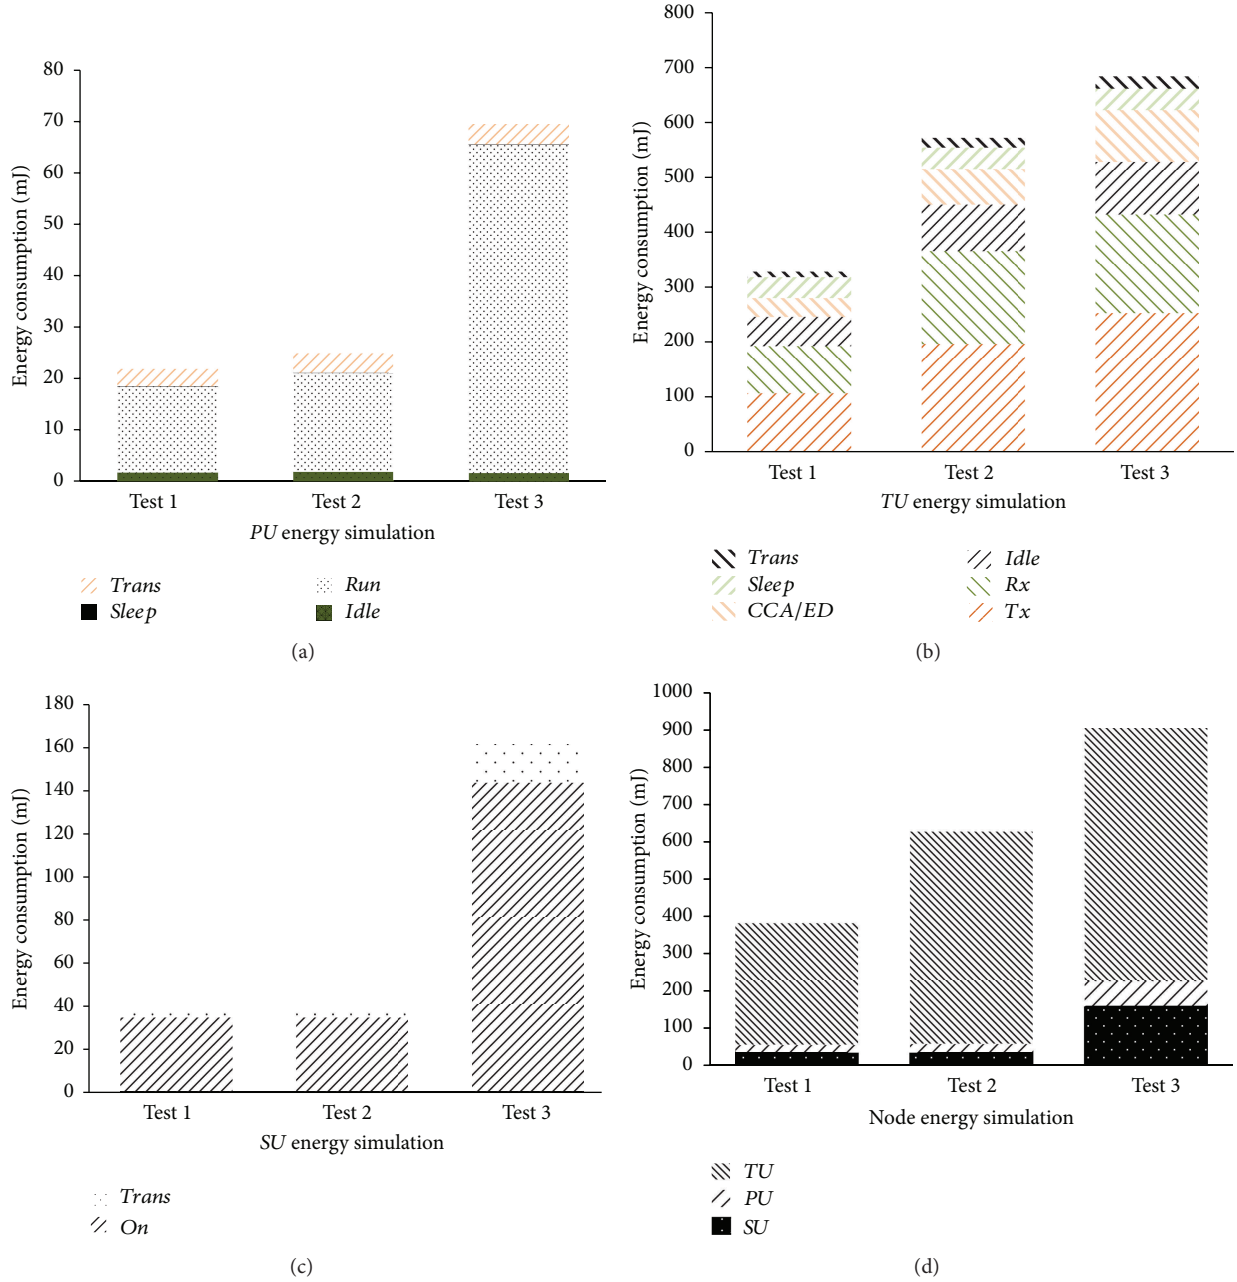 80
70
60
50
40
30
20
10
0
Energy consumption (mJ)
Test 1
Test 2
Test 3
PU energy simulation
Trans
Run
Sleep
Idle
(a)
800
700
600
500
400
300
200
100
0
Energy consumption (mJ)
Test 1
Test 2
Test 3
TU energy simulation
Trans
Idle
Sleep
Rx
CCA/ED
Tx
(b)
180
160
140
120
100
80
60
40
20
0
Energy consumption (mJ)
Test 1
Test 2
Test 3
SU energy simulation
Trans
On
(c)
1000
900
800
700
600
500
400
300
200
100
0
Energy consumption (mJ)
Test 1
Test 2
Test 3
Node energy simulation
TU
PU
SU
(d)